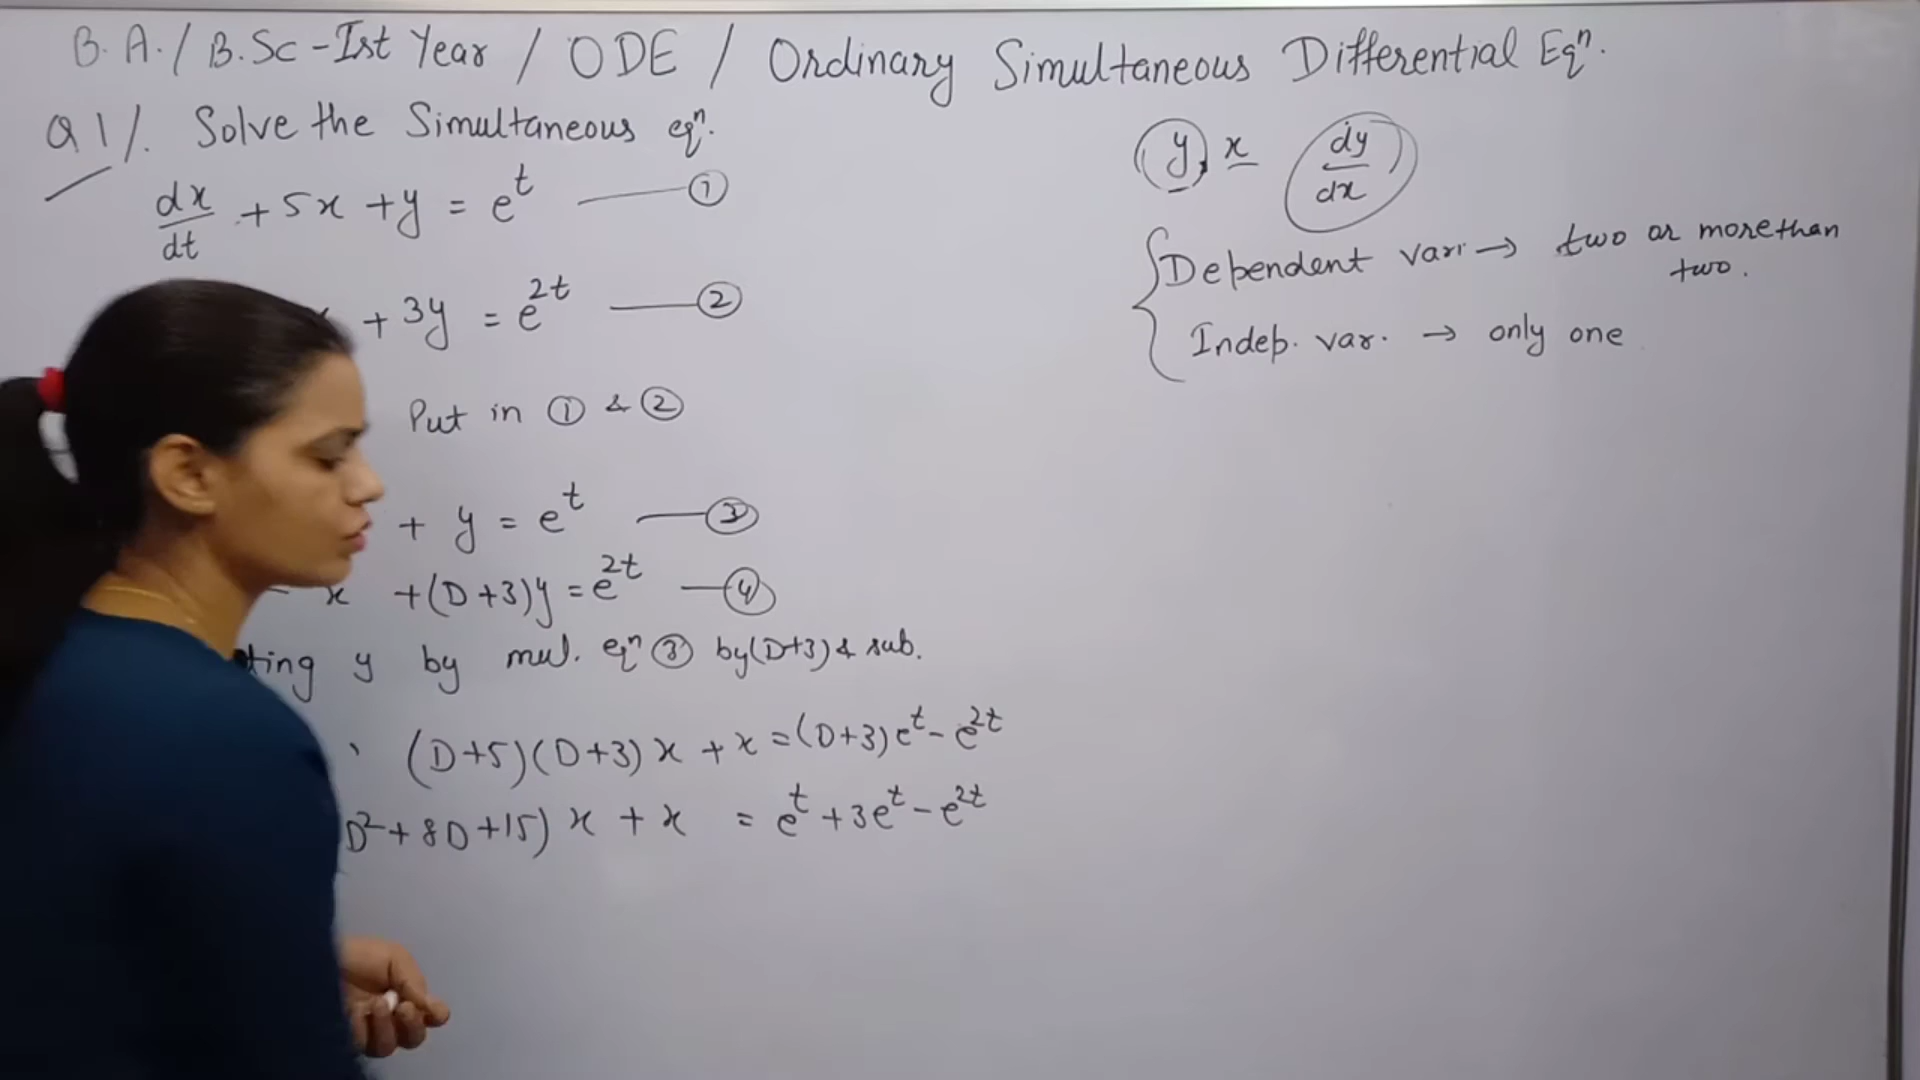 B.A./B.Sc-Ist Year / ODE / Ordinary Simultaneous Differential Eqⁿ.
Q1/. Solve the Simultaneous eqⁿ.
dx/dt + 5x + y = e^t —— ①
+ 3y = e^2t —— ②
Put in ① & ②
+ y = e^t —— ③
- x + (D+3)y = e^2t —— ④
ting y by mul. eqⁿ ③ by (D+3) & sub.
(D+5)(D+3)x + x = (D+3)e^t - e^2t
D²+8D+15)x + x = e^t + 3e^t - e^2t
y, x dy/dx
{Dependent vari → two or more than
two.
Indep. var. → only one